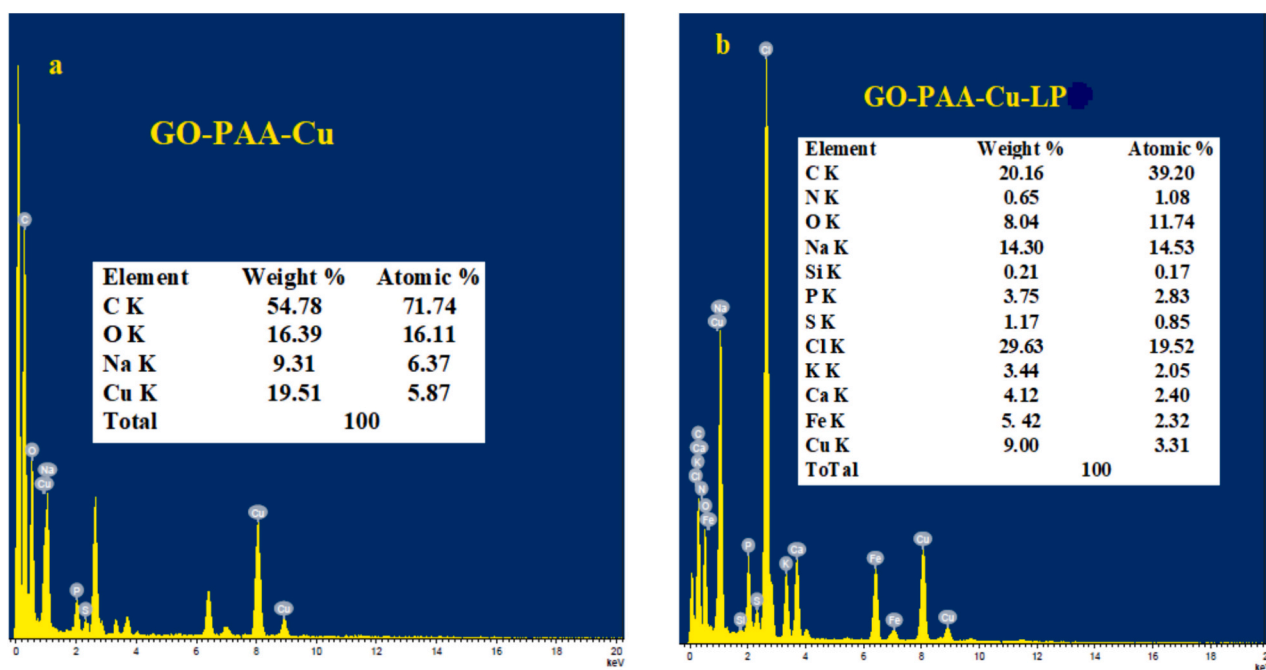 a
GO-PAA-Cu
Element Weight % Atomic %
C K 54.78 71.74
O K 16.39 16.11
Na K 9.31 6.37
Cu K 19.51 5.87
Total 100
C
O
Na
Cu
P
S
Cu
Cu
0 2 4 6 8 10 12 14 16 18 20
keV
b
GO-PAA-Cu-LP
Element Weight % Atomic %
C K 20.16 39.20
N K 0.65 1.08
O K 8.04 11.74
Na K 14.30 14.53
Si K 0.21 0.17
P K 3.75 2.83
S K 1.17 0.85
Cl K 29.63 19.52
K K 3.44 2.05
Ca K 4.12 2.40
Fe K 5. 42 2.32
Cu K 9.00 3.31
ToTal 100
Cl
Na
Cu
C
Ca
K
Cl
N
O
Fe
Si
P
S
K
Ca
Fe
Fe
Cu
Cu
0 2 4 6 8 10 12 14 16 18